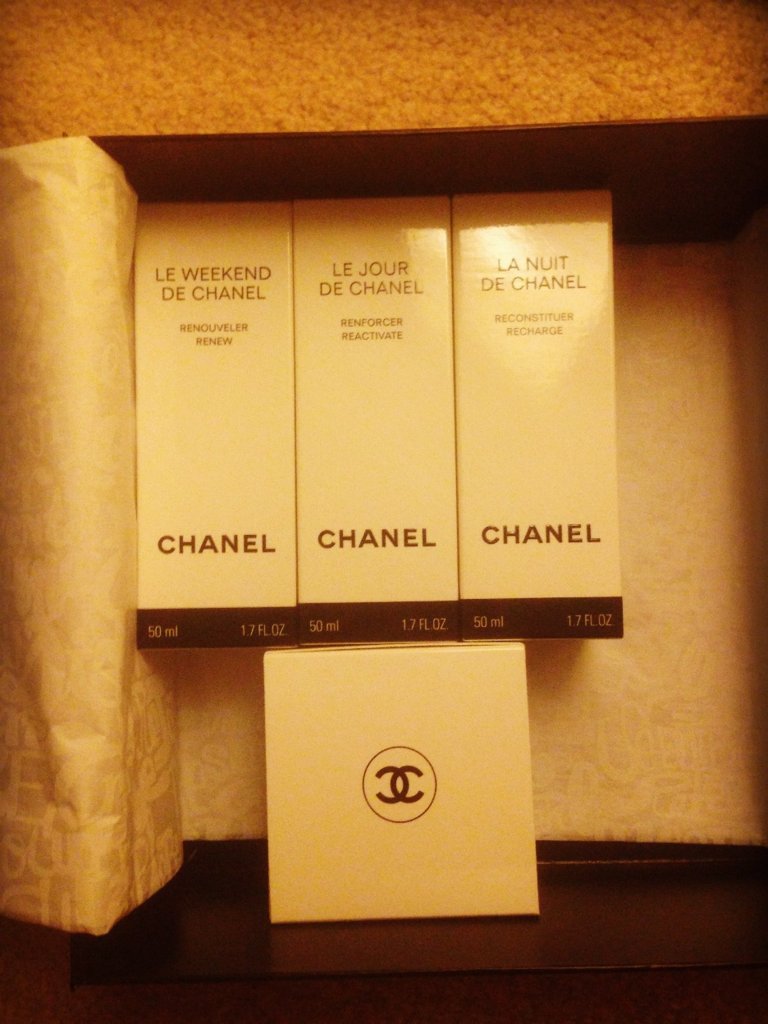 LE WEEKEND
DE CHANEL
RENOUVELER
RENEW
CHANEL
50 ml 1.7 FL.OZ.
LE JOUR
DE CHANEL
RENFORCER
REACTIVATE
CHANEL
50 ml 1.7 FL.OZ.
LA NUIT
DE CHANEL
RECONSTITUER
RECHARGE
CHANEL
50 ml 1.7 FL.OZ.